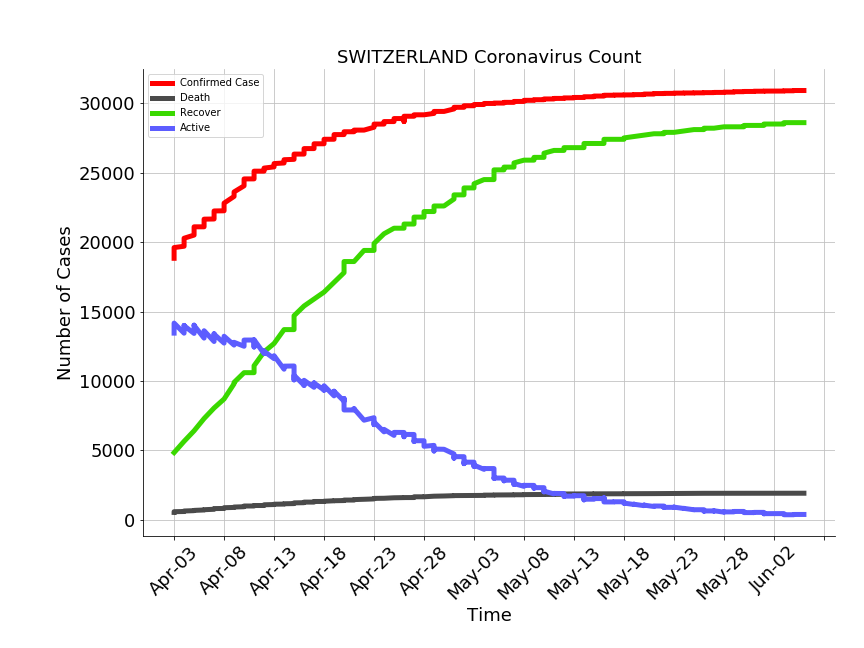 SWITZERLAND Coronavirus Count
Confirmed Case
Death
Recover
Active
30000
25000
20000
15000
10000
5000
0
Number of Cases
Apr-03
Apr-08
Apr-13
Apr-18
Apr-23
Apr-28
May-03
May-08
May-13
May-18
May-23
May-28
Jun-02
Time